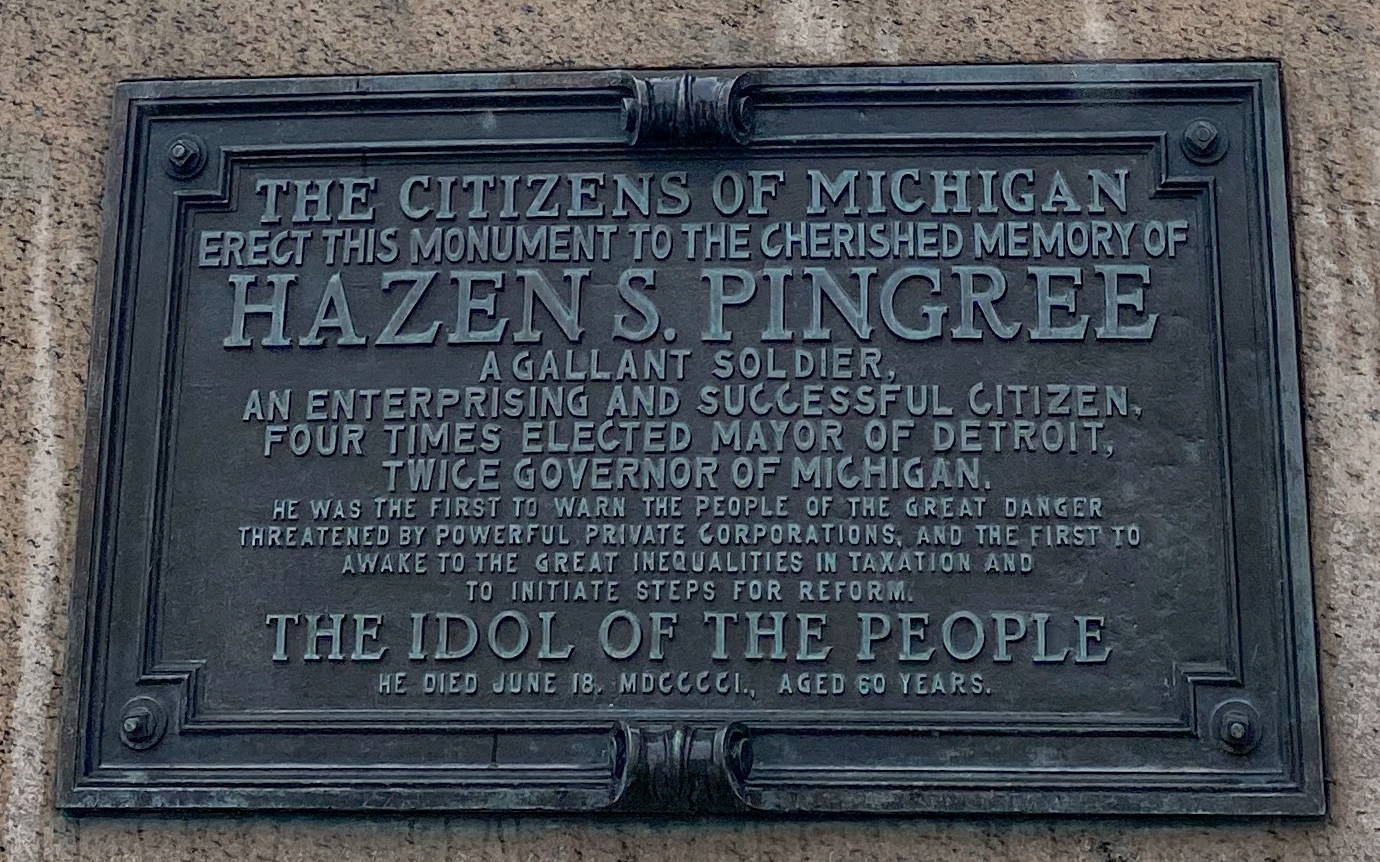 THE CITIZENS OF MICHIGAN
ERECT THIS MONUMENT TO THE CHERISHED MEMORY OF
HAZEN S. PINGREE
A GALLANT SOLDIER,
AN ENTERPRISING AND SUCCESSFUL CITIZEN,
FOUR TIMES ELECTED MAYOR OF DETROIT,
TWICE GOVERNOR OF MICHIGAN.
HE WAS THE FIRST TO WARN THE PEOPLE OF THE GREAT DANGER
THREATENED BY POWERFUL PRIVATE CORPORATIONS, AND THE FIRST TO
AWAKE TO THE GREAT INEQUALITIES IN TAXATION AND
TO INITIATE STEPS FOR REFORM.
THE IDOL OF THE PEOPLE
HE DIED JUNE 18. MDCCCCI., AGED 60 YEARS.